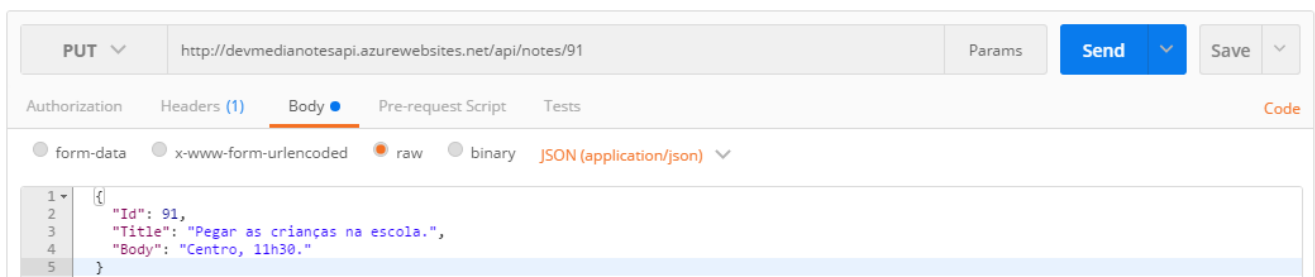 PUT http://devmedianotesapi.azurewebsites.net/api/notes/91 Params Send Save
Authorization Headers (1) Body Pre-request Script Tests Code
form-data x-www-form-urlencoded raw binary JSON (application/json)
1 {
2 "Id": 91,
3 "Title": "Pegar as crianças na escola.",
4 "Body": "Centro, 11h30."
5 }